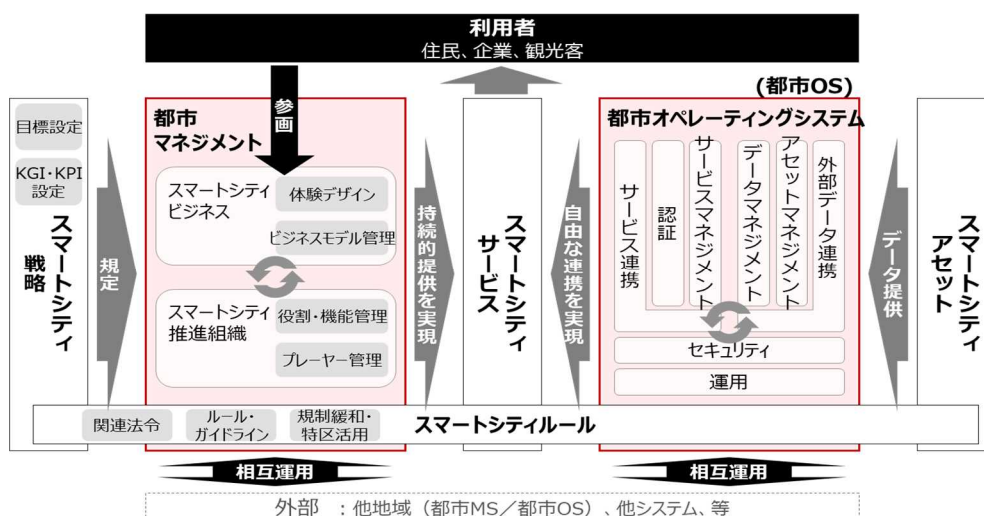 利用者
住民、企業、観光客
参画
(都市OS)
目標設定
KGI・KPI
設定
スマートシティ
戦略
規定
都市
マネジメント
スマートシティ
ビジネス
体験デザイン
ビジネスモデル管理
スマートシティ
推進組織
役割・機能管理
プレーヤー管理
持続的提供を実現
スマートシティ
サービス
自由な連携を実現
都市オペレーティングシステム
サービス連携
認証
サービスマネジメント
データマネジメント
アセットマネジメント
外部データ連携
セキュリティ
運用
データ提供
スマートシティ
アセット
関連法令
ルール・
ガイドライン
規制緩和・
特区活用
スマートシティルール
相互運用
相互運用
外部 : 他地域（都市MS／都市OS）、他システム、等